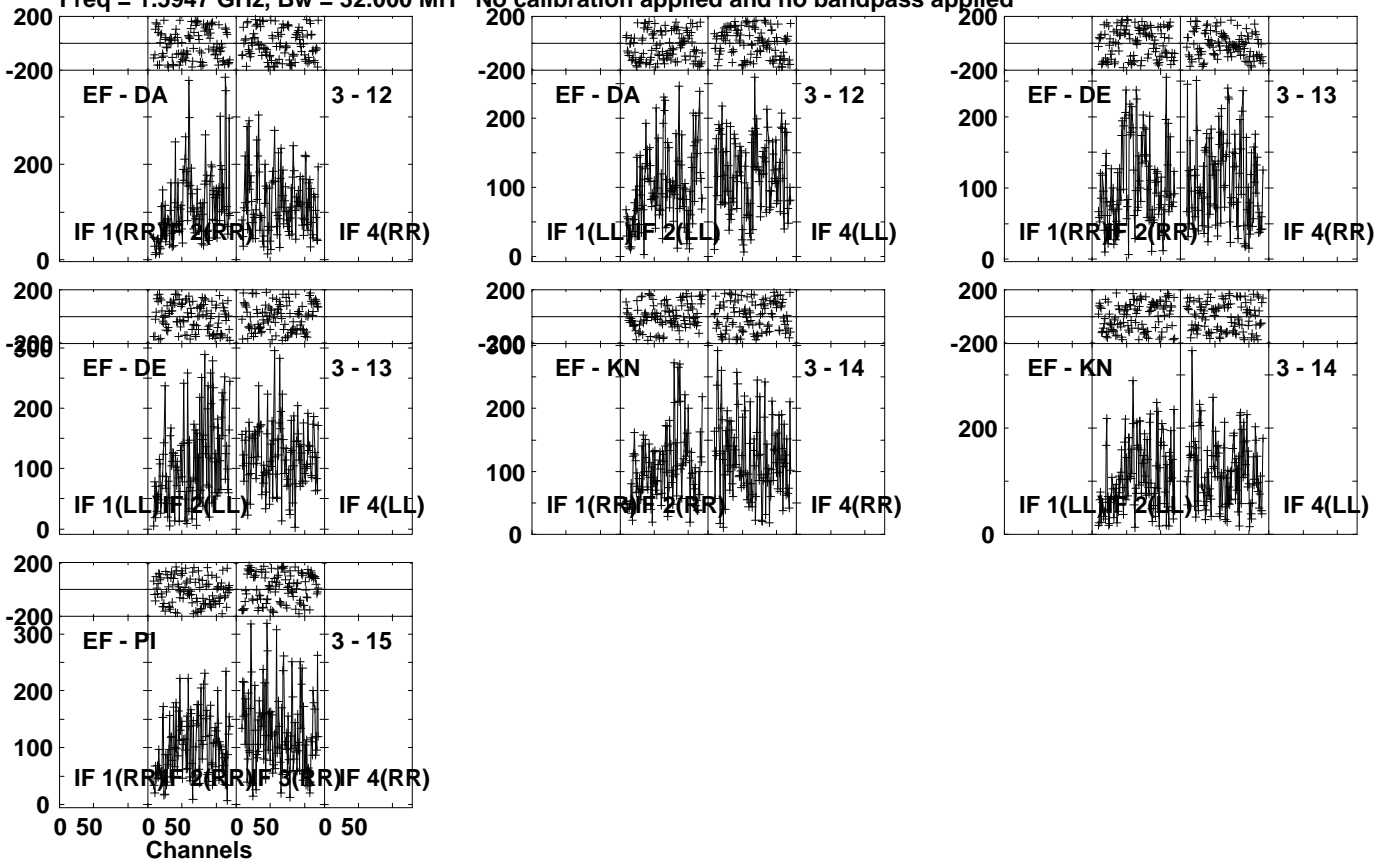 Freq = 1.5947 GHz, Bw = 32.000 MH No calibration applied and no bandpass applied
200 200 200
-200 -200 -200
EF - DA 3 - 12 EF - DA 3 - 12 EF - DE 3 - 13
200 200 200
100 100
IF 1(RR) IF 2(RR) IF 4(RR) IF 1(LL) IF 2(LL) IF 4(LL) IF 1(RR) IF 2(RR) IF 4(RR)
0 0 0
200 200 200
-200 -200 -200
300 300
EF - DE 3 - 13 EF - KN 3 - 14 EF - KN 3 - 14
200 200 200
100 100
IF 1(LL) IF 2(LL) IF 4(LL) IF 1(RR) IF 2(RR) IF 4(RR) IF 1(LL) IF 2(LL) IF 4(LL)
0 0 0
200
-200
300
EF - PI 3 - 15
200
100
IF 1(RR) IF 2(RR) IF 3(RR) IF 4(RR)
0
0 50 0 50 0 50 0 50
Channels